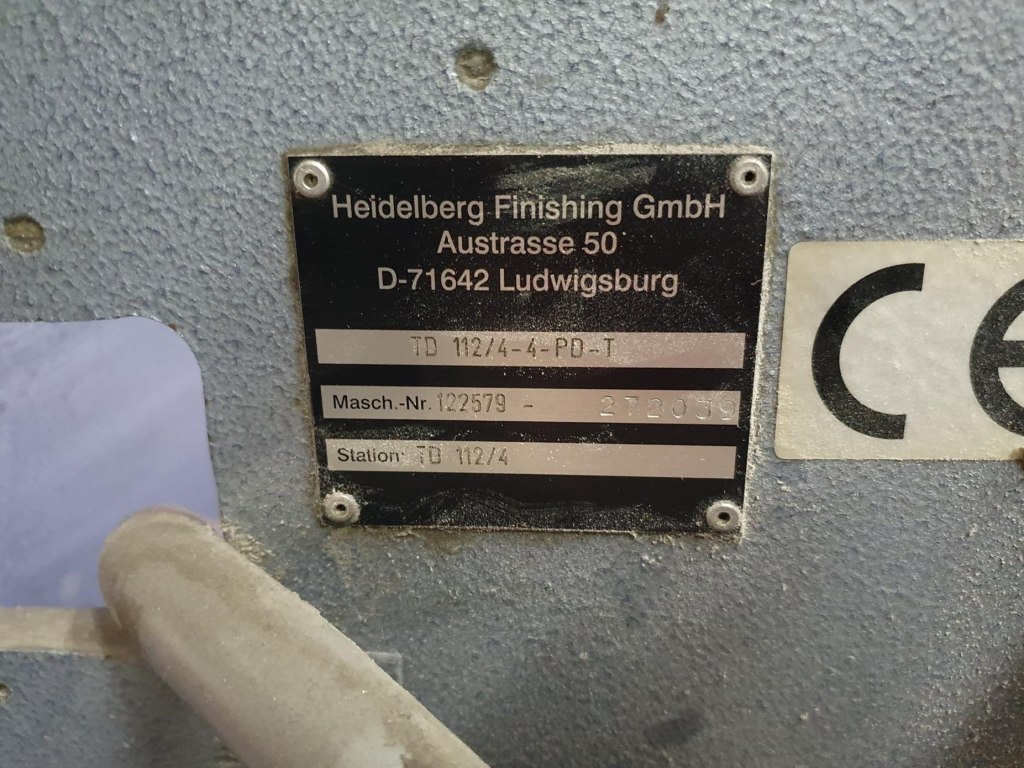 Heidelberg Finishing GmbH
Austrasse 50
D-71642 Ludwigsburg
TD 112/4-4-PD-T
Masch.-Nr. 122579 - 272039
Station: TD 112/4
CE